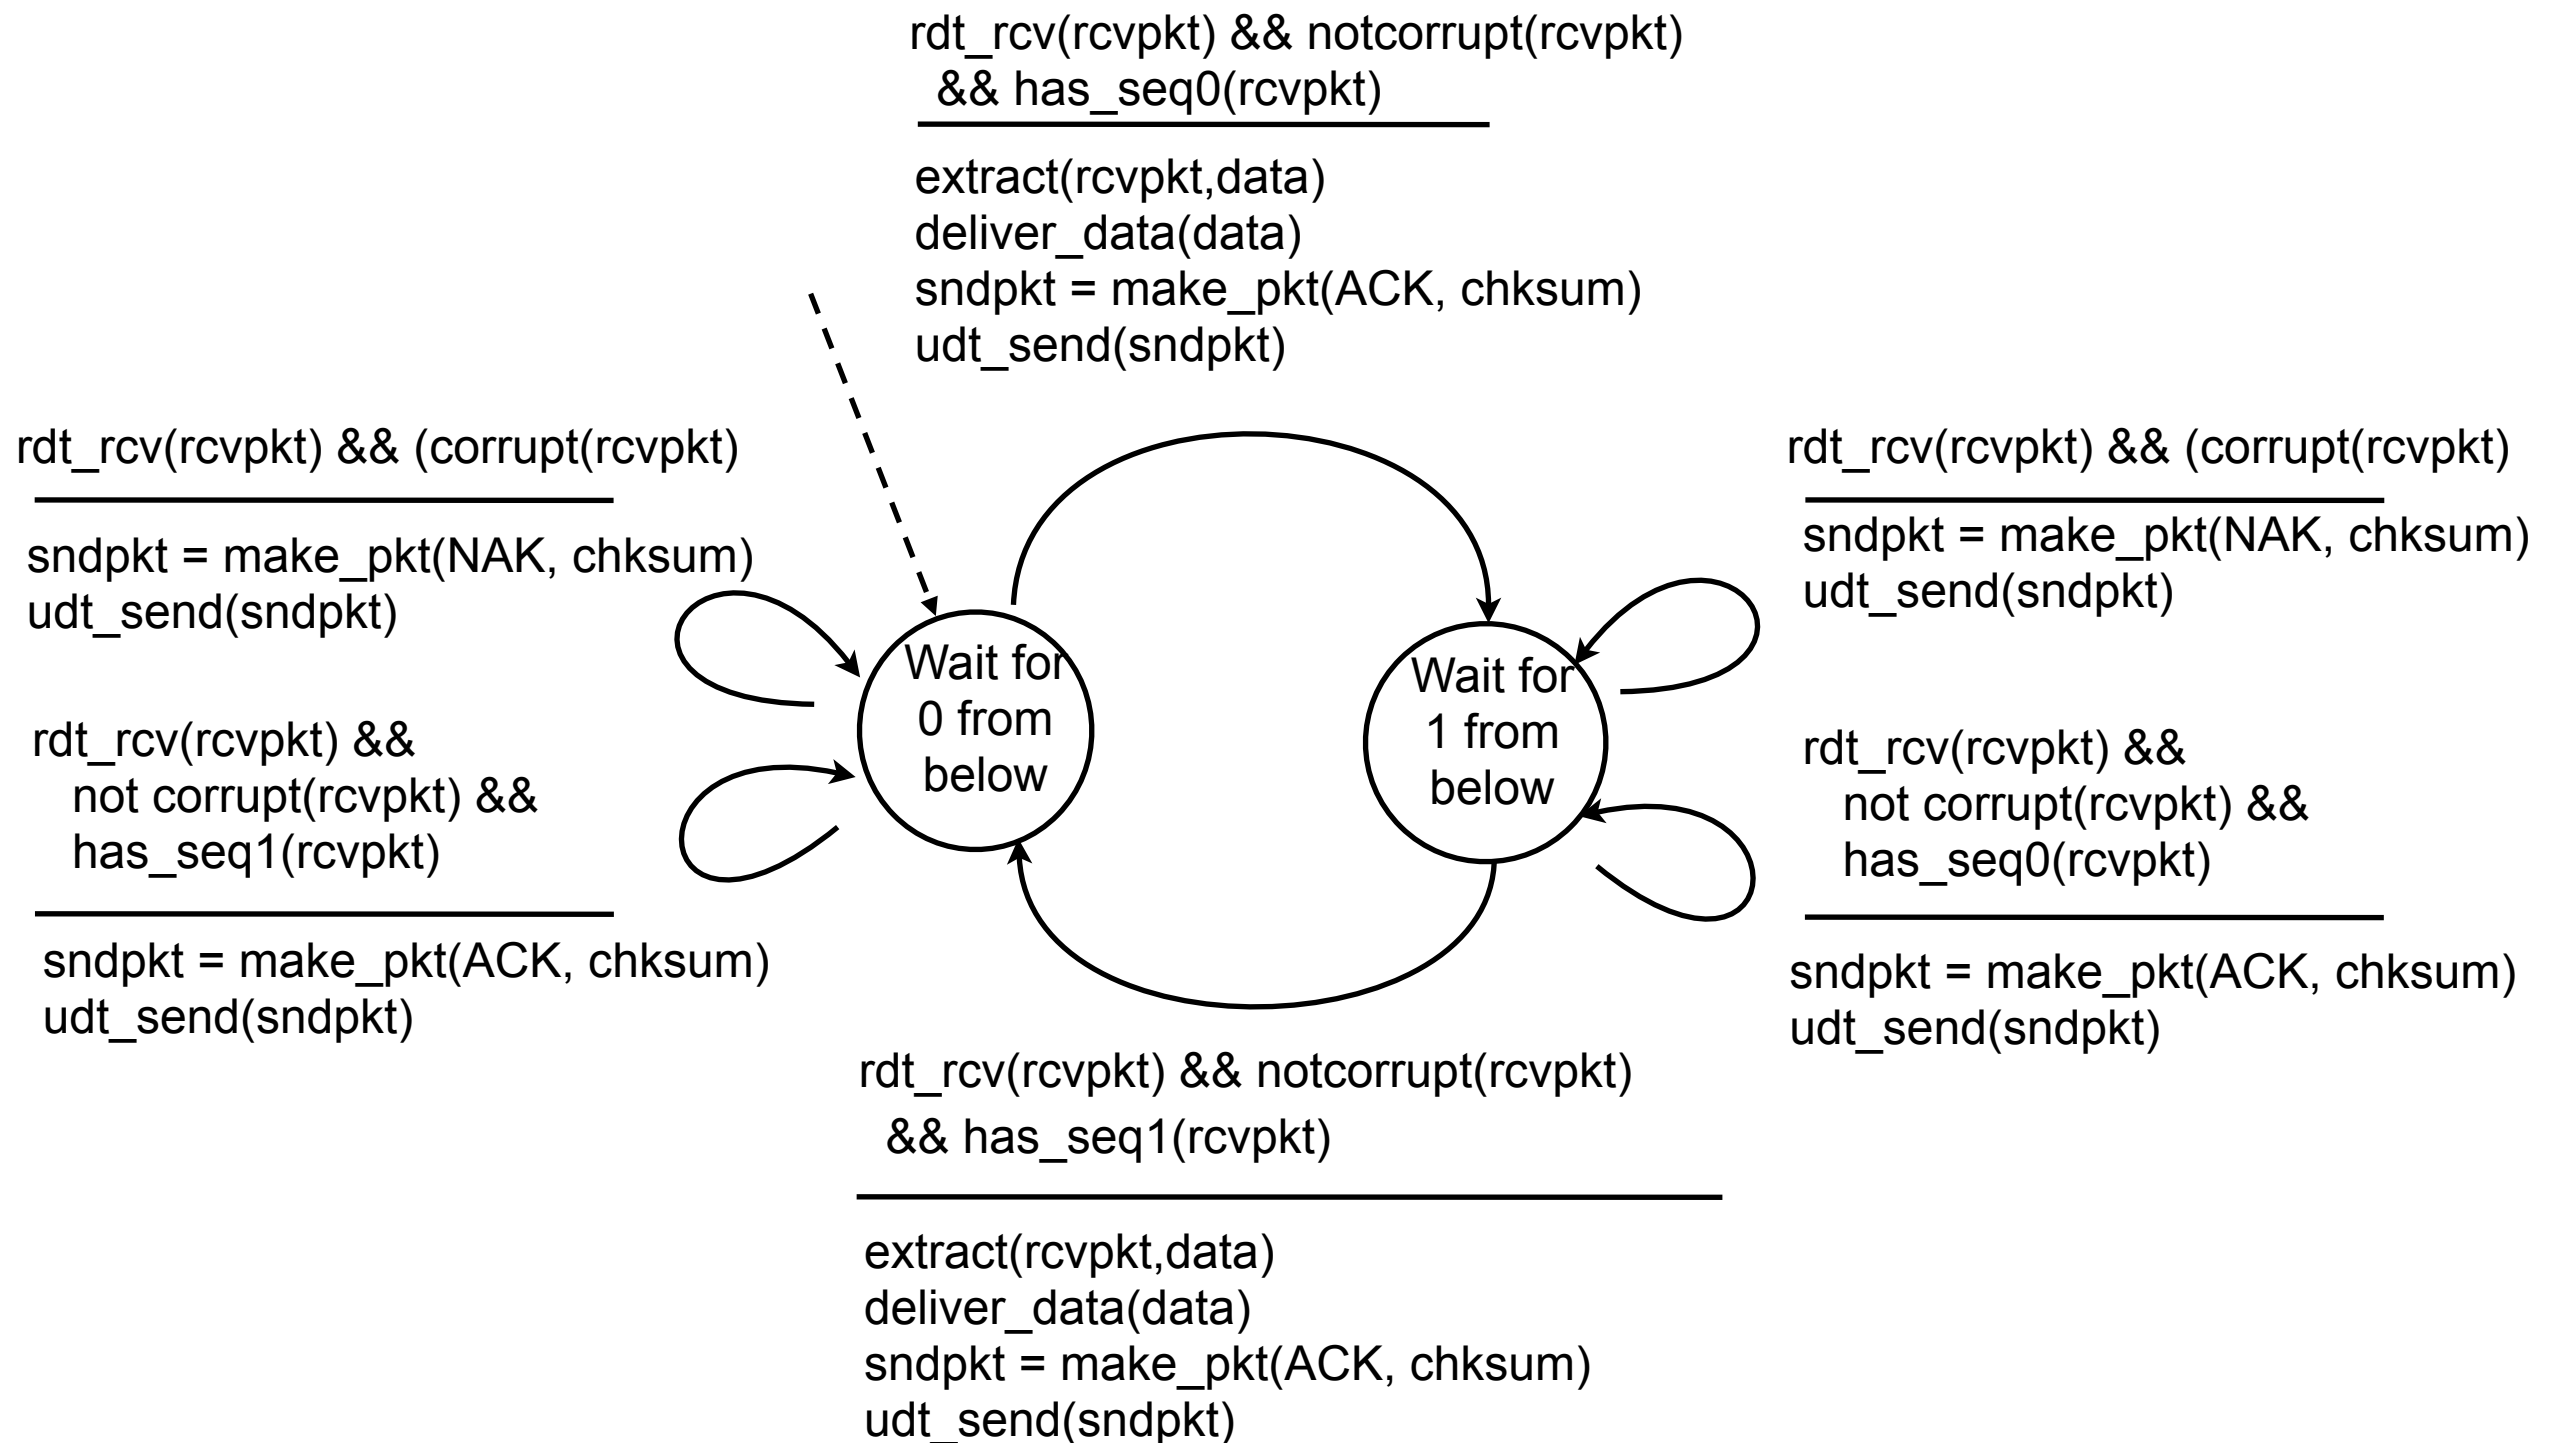 rdt_rcv(rcvpkt) && notcorrupt(rcvpkt)
&& has_seq0(rcvpkt)
extract(rcvpkt,data)
deliver_data(data)
sndpkt = make_pkt(ACK, chksum)
udt_send(sndpkt)
rdt_rcv(rcvpkt) && (corrupt(rcvpkt)
sndpkt = make_pkt(NAK, chksum)
udt_send(sndpkt)
rdt_rcv(rcvpkt) &&
not corrupt(rcvpkt) &&
has_seq1(rcvpkt)
sndpkt = make_pkt(ACK, chksum)
udt_send(sndpkt)
Wait for
0 from
below
Wait for
1 from
below
rdt_rcv(rcvpkt) && (corrupt(rcvpkt)
sndpkt = make_pkt(NAK, chksum)
udt_send(sndpkt)
rdt_rcv(rcvpkt) &&
not corrupt(rcvpkt) &&
has_seq0(rcvpkt)
sndpkt = make_pkt(ACK, chksum)
udt_send(sndpkt)
rdt_rcv(rcvpkt) && notcorrupt(rcvpkt)
&& has_seq1(rcvpkt)
extract(rcvpkt,data)
deliver_data(data)
sndpkt = make_pkt(ACK, chksum)
udt_send(sndpkt)